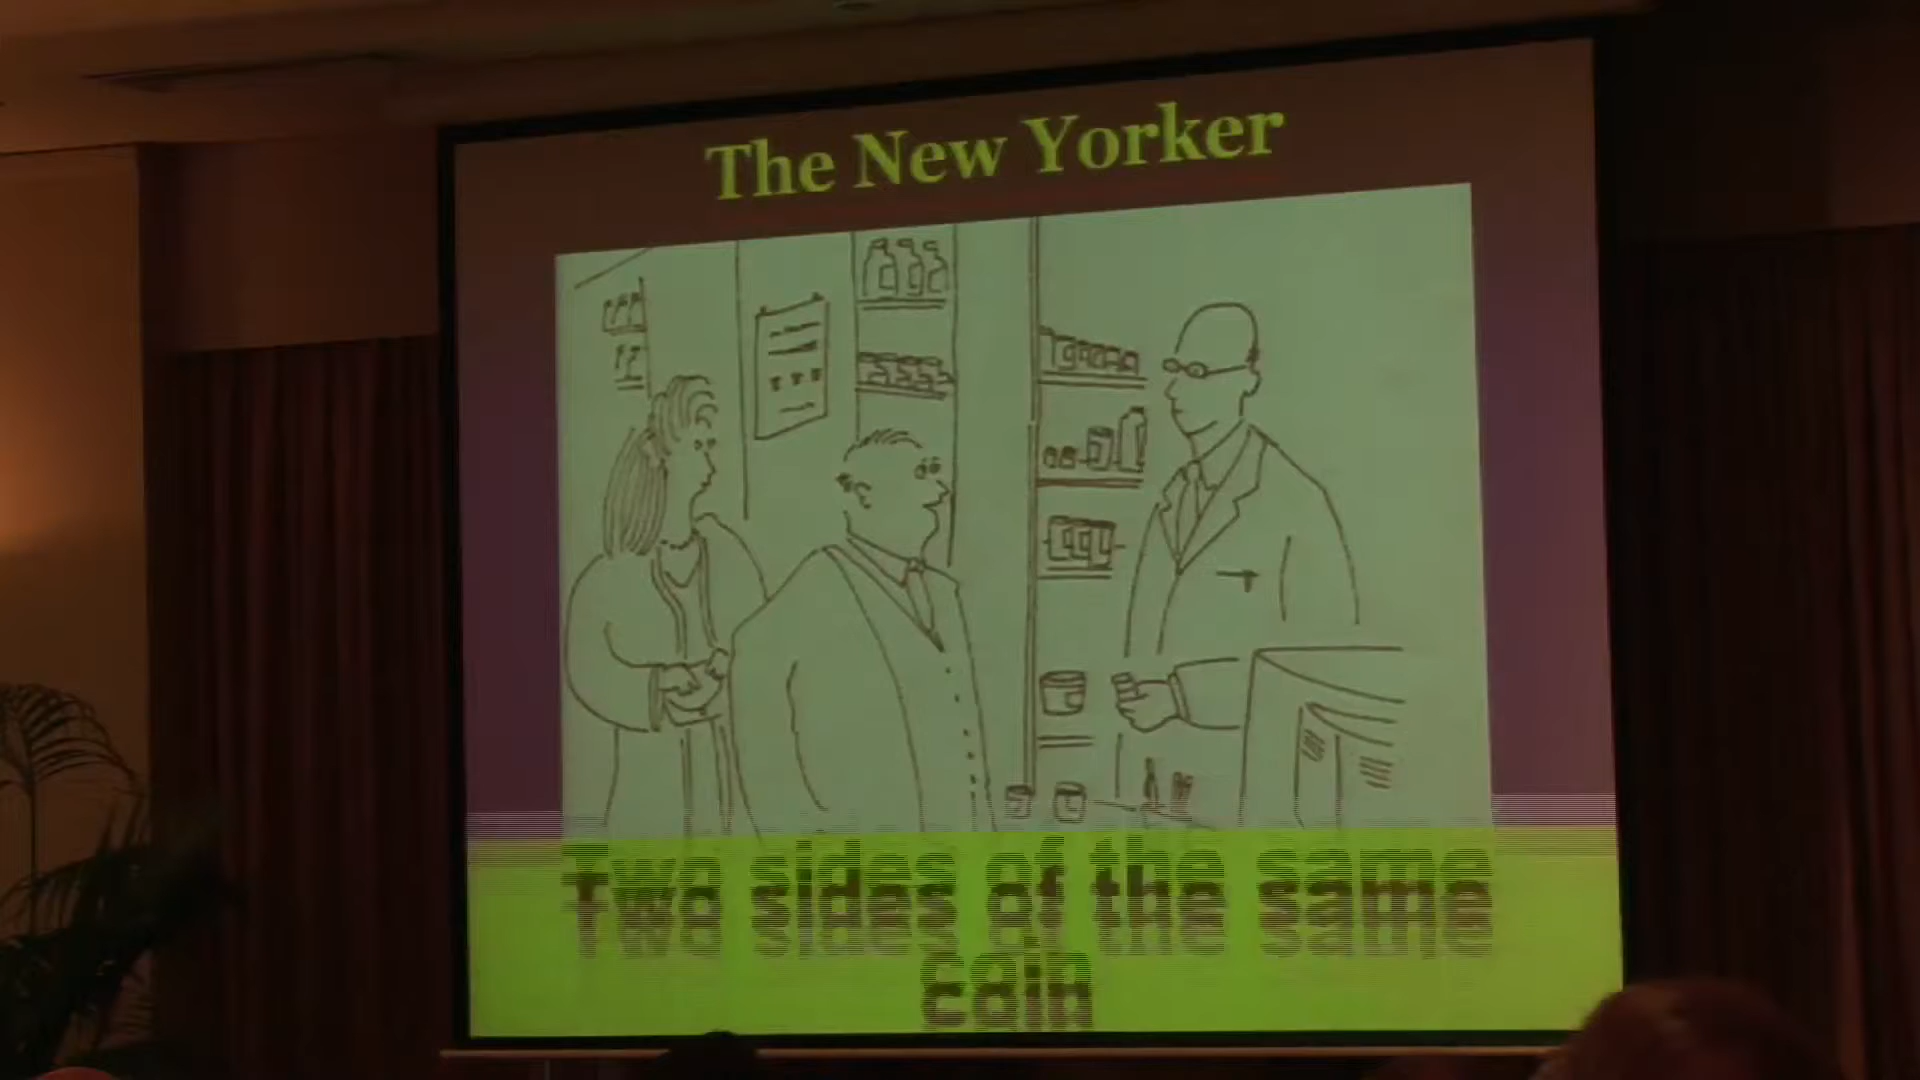 The New Yorker
Two sides of the same
coin